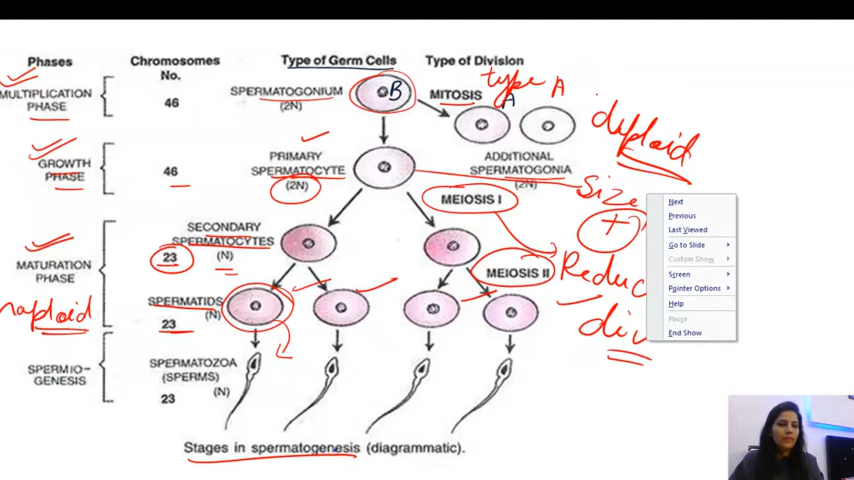 Phases
Chromosomes No.
Type of Germ Cells
Type of Division
MULTIPLICATION PHASE
46
SPERMATOGONIUM (2N)
B
MITOSIS
type A
A
diploid
GROWTH PHASE
46
PRIMARY SPERMATOCYTE (2N)
ADDITIONAL SPERMATOGONIA (2N)
Size
+
MEIOSIS I
MATURATION PHASE
SECONDARY SPERMATOCYTES (N)
23
MEIOSIS II
Reduc
div
haploid
SPERMATIDS (N)
23
SPERMIO-
GENESIS
SPERMATOZOA (SPERMS) (N)
23
Stages in spermatogenesis (diagrammatic).
Next
Previous
Last Viewed
Go to Slide
Custom Show
Screen
Pointer Options
Help
Pause
End Show